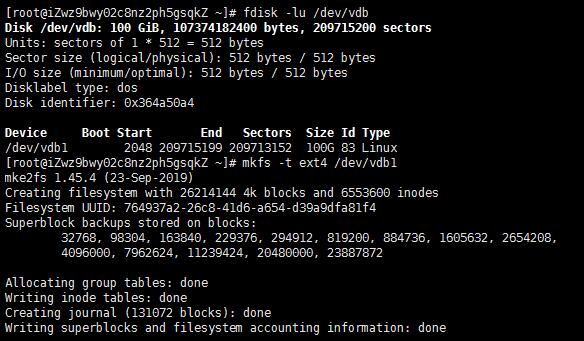 [root@iZwz9bwy02c8nz2ph5gsqkZ ~]# fdisk -lu /dev/vdb
Disk /dev/vdb: 100 GiB, 107374182400 bytes, 209715200 sectors
Units: sectors of 1 * 512 = 512 bytes
Sector size (logical/physical): 512 bytes / 512 bytes
I/O size (minimum/optimal): 512 bytes / 512 bytes
Disklabel type: dos
Disk identifier: 0x364a50a4

Device     Boot Start       End   Sectors  Size Id Type
/dev/vdb1        2048 209715199 209713152  100G 83 Linux
[root@iZwz9bwy02c8nz2ph5gsqkZ ~]# mkfs -t ext4 /dev/vdb1
mke2fs 1.45.4 (23-Sep-2019)
Creating filesystem with 26214144 4k blocks and 6553600 inodes
Filesystem UUID: 764937a2-26c8-41d6-a654-d39a9dfa81f4
Superblock backups stored on blocks:
        32768, 98304, 163840, 229376, 294912, 819200, 884736, 1605632, 2654208,
        4096000, 7962624, 11239424, 20480000, 23887872

Allocating group tables: done
Writing inode tables: done
Creating journal (131072 blocks): done
Writing superblocks and filesystem accounting information: done